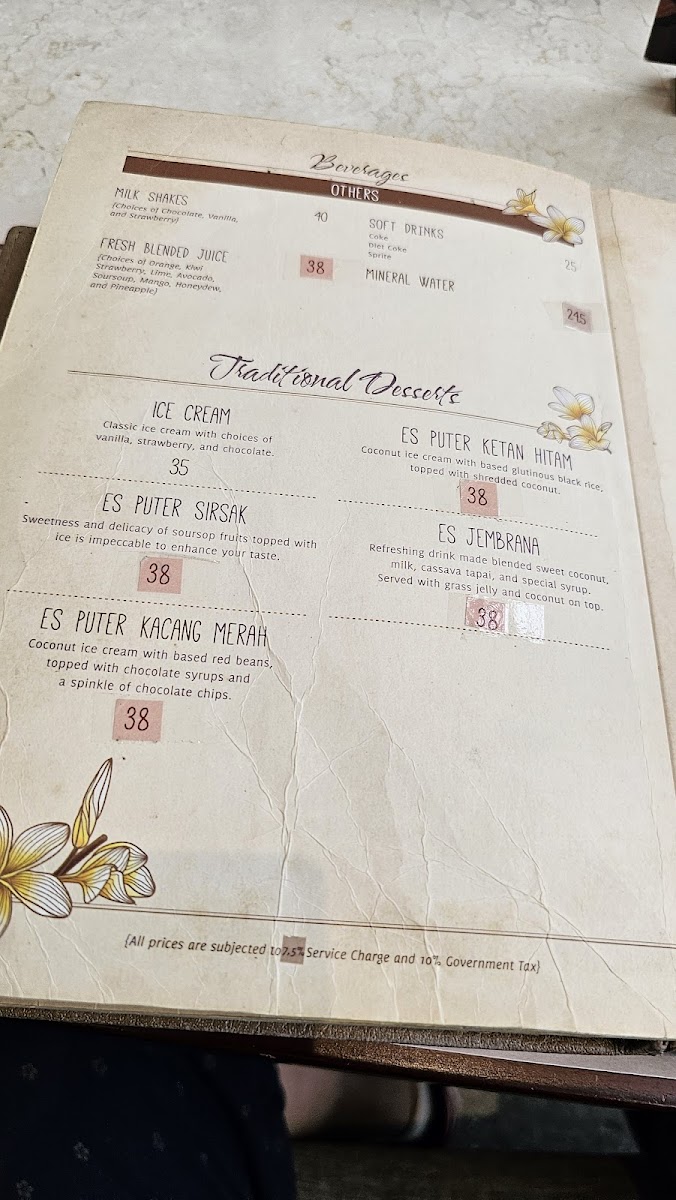 Beverages
OTHERS
MILK SHAKES
{Choices of Chocolate, Vanilla,
and Strawberry}
40
FRESH BLENDED JUICE
{Choices of Orange, Kiwi
Strawberry, Lime, Avocado,
Soursoup, Mango, Honeydew,
and Pineapple}
38
SOFT DRINKS
Coke
Diet Coke
Sprite
25
MINERAL WATER
Traditional Desserts
ICE CREAM
Classic ice cream with choices of
vanilla, strawberry, and chocolate.
35
ES PUTER SIRSAK
Sweetness and delicacy of soursop fruits topped with
ice is impeccable to enhance your taste.
38
ES PUTER KACANG MERAH
Coconut ice cream with based red beans,
topped with chocolate syrups and
a spinkle of chocolate chips.
38
ES PUTER KETAN HITAM
Coconut ice cream with based glutinous black rice,
topped with shredded coconut.
38
ES JEMBRANA
Refreshing drink made blended sweet coconut,
milk, cassava tapai, and special syrup.
Served with grass jelly and coconut on top.
38
{All prices are subjected to 7.5% Service Charge and 10% Government Tax}